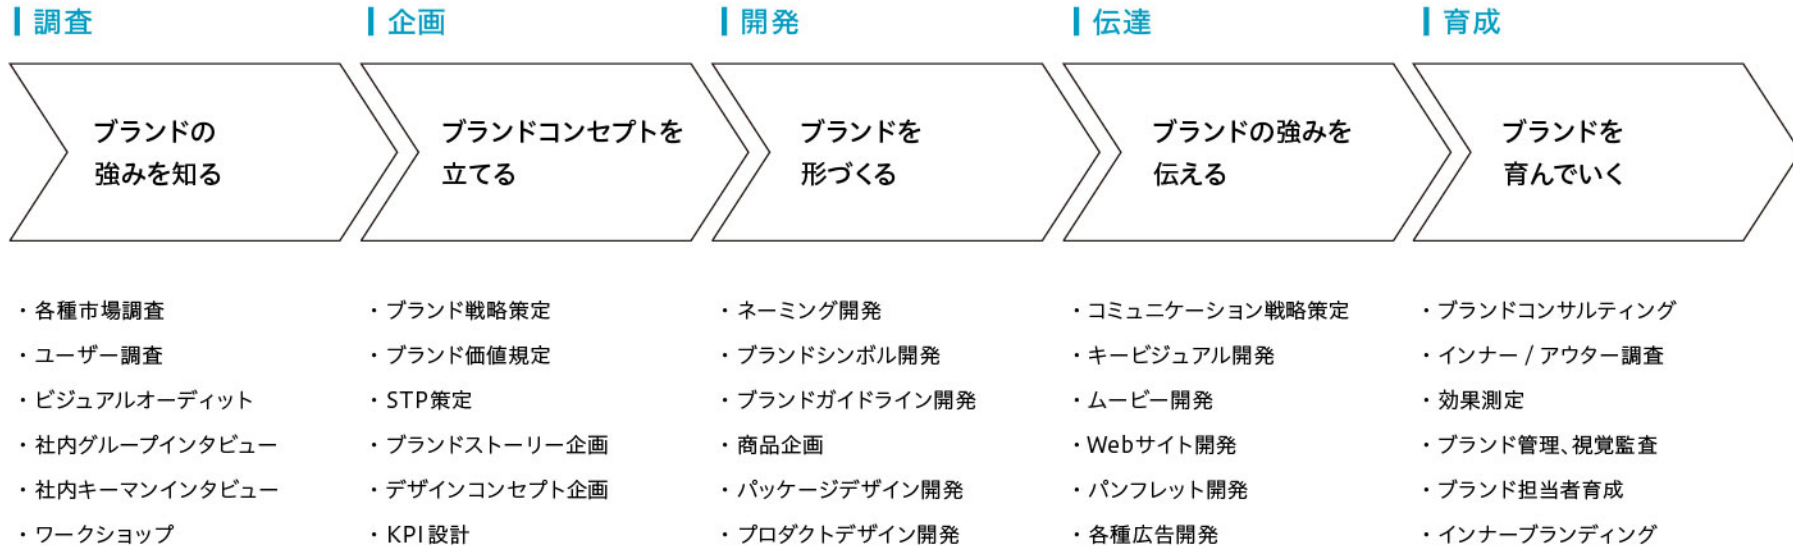 調査
ブランドの
強みを知る
・各種市場調査
・ユーザー調査
・ビジュアルオーディット
・社内グループインタビュー
・社内キーマンインタビュー
・ワークショップ
企画
ブランドコンセプトを
立てる
・ブランド戦略策定
・ブランド価値規定
・STP策定
・ブランドストーリー企画
・デザインコンセプト企画
・KPI設計
開発
ブランドを
形づくる
・ネーミング開発
・ブランドシンボル開発
・ブランドガイドライン開発
・商品企画
・パッケージデザイン開発
・プロダクトデザイン開発
伝達
ブランドの強みを
伝える
・コミュニケーション戦略策定
・キービジュアル開発
・ムービー開発
・Webサイト開発
・パンフレット開発
・各種広告開発
育成
ブランドを
育んでいく
・ブランドコンサルティング
・インナー / アウター調査
・効果測定
・ブランド管理、視覚監査
・ブランド担当者育成
・インナーブランディング